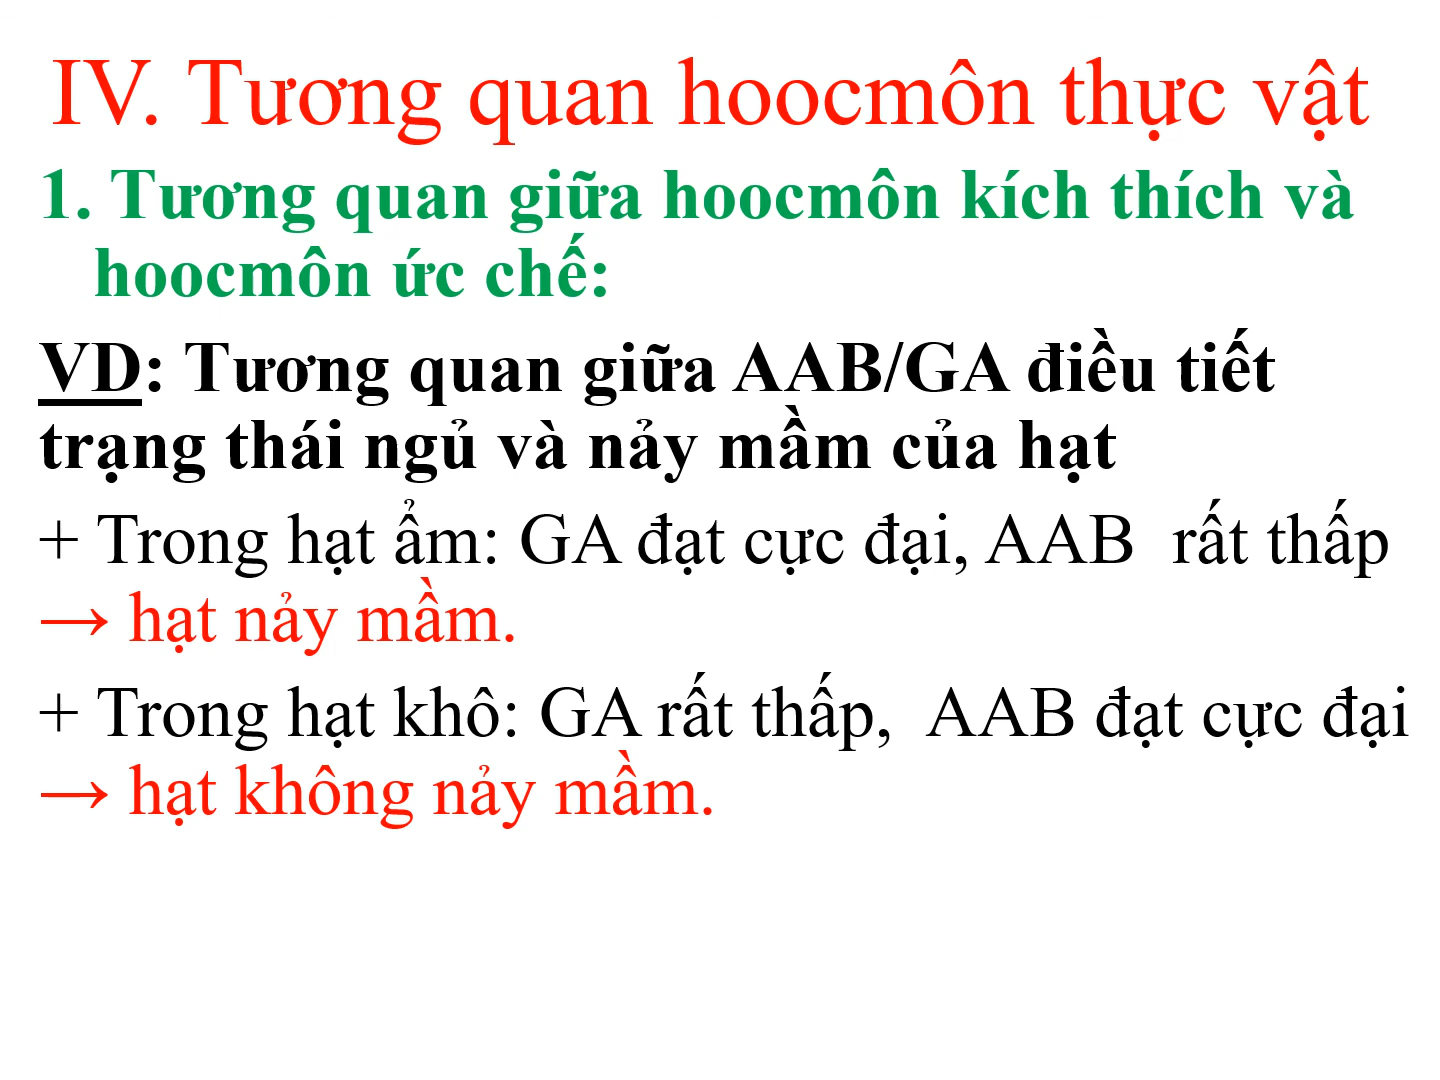 IV. Tương quan hoocmôn thực vật
1. Tương quan giữa hoocmôn kích thích và
hoocmôn ức chế:
VD: Tương quan giữa AAB/GA điều tiết
trạng thái ngủ và nảy mầm của hạt
+ Trong hạt ẩm: GA đạt cực đại, AAB  rất thấp
→ hạt nảy mầm.
+ Trong hạt khô: GA rất thấp,  AAB đạt cực đại
→ hạt không nảy mầm.